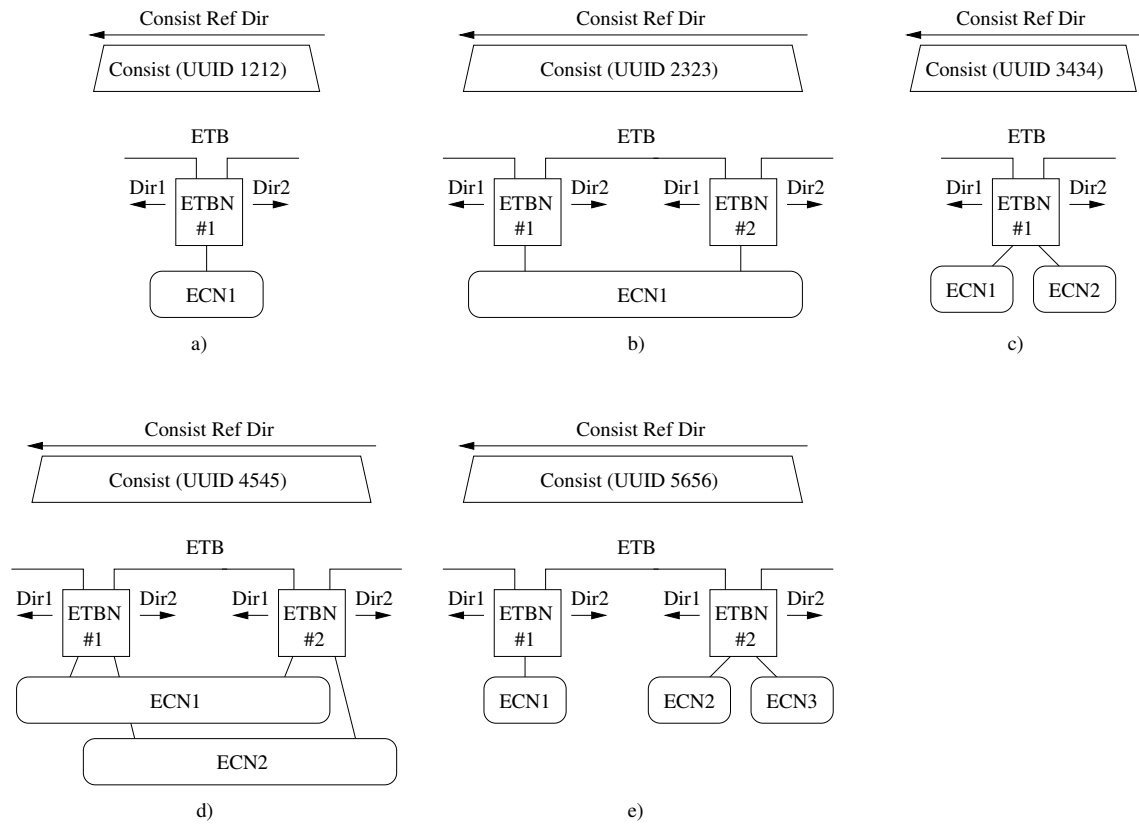 Consist Ref Dir
Consist (UUID 1212)
ETB
Dir1
ETBN
#1
Dir2
ECN1
a)
Consist Ref Dir
Consist (UUID 2323)
ETB
Dir1
ETBN
#1
Dir2
Dir1
ETBN
#2
Dir2
ECN1
b)
Consist Ref Dir
Consist (UUID 3434)
ETB
Dir1
ETBN
#1
Dir2
ECN1
ECN2
c)
Consist Ref Dir
Consist (UUID 4545)
ETB
Dir1
ETBN
#1
Dir2
Dir1
ETBN
#2
Dir2
ECN1
ECN2
d)
Consist Ref Dir
Consist (UUID 5656)
ETB
Dir1
ETBN
#1
Dir2
Dir1
ETBN
#2
Dir2
ECN1
ECN2
ECN3
e)